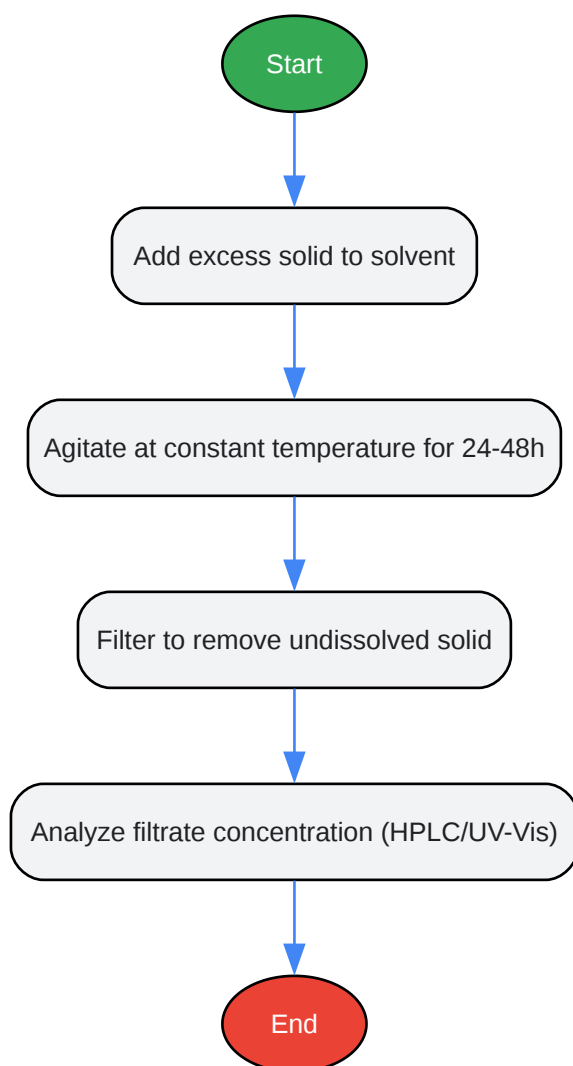 Start
Add excess solid to solvent
Agitate at constant temperature for 24-48h
Filter to remove undissolved solid
Analyze filtrate concentration (HPLC/UV-Vis)
End